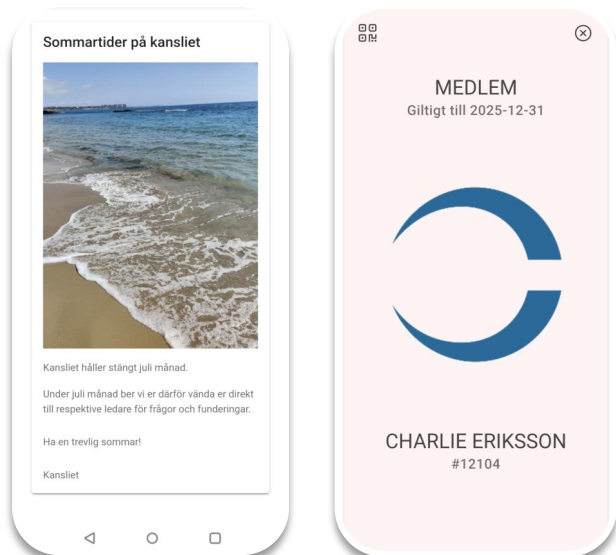 Sommartider på kansliet
Kansliet håller stängt juli månad.
Under juli månad ber vi er därför vända er direkt
till respektive ledare för frågor och funderingar.
Ha en trevlig sommar!
Kansliet
MEDLEM
Giltigt till 2025-12-31
CHARLIE ERIKSSON
#12104